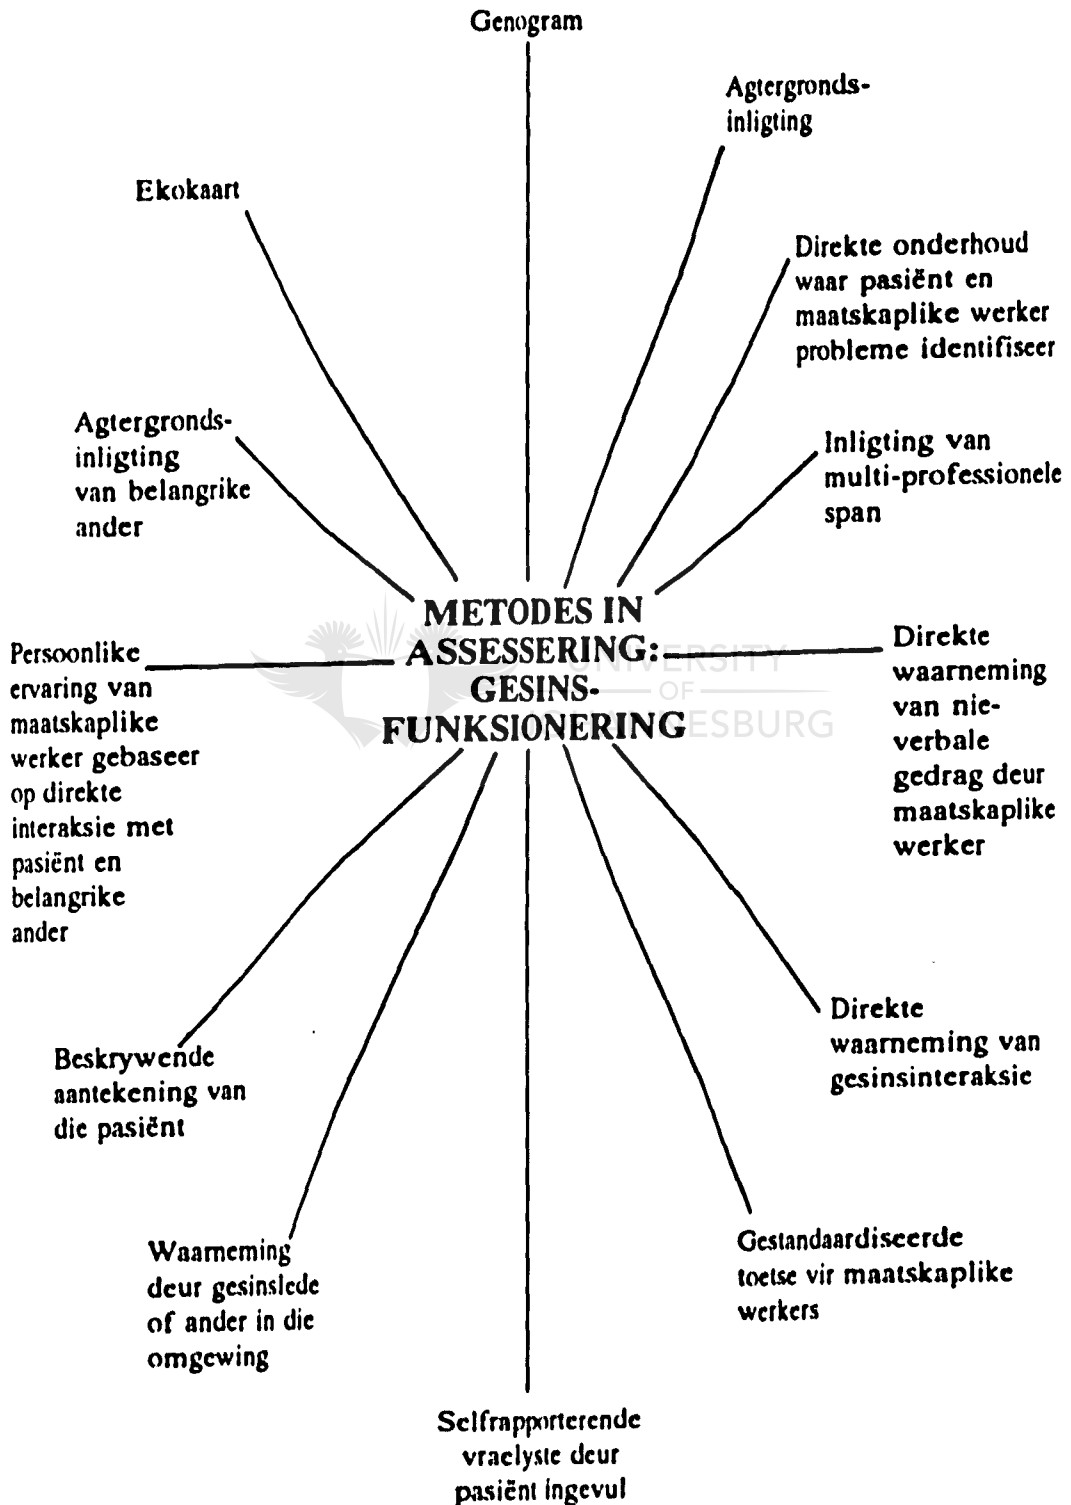 Genogram
Agtergronds-
inligting
Direkte onderhoud
waar pasiënt en
maatskaplike werker
probleme identifiseer
Inligting van
multi-professionele
span
Direkte
waarneming
van nie-
verbale
gedrag deur
maatskaplike
werker
Direkte
waarneming van
gesinsinteraksie
Gestandaardiseerde
toetse vir maatskaplike
werkers
Selfrapporterende
vraelyste deur
pasiënt ingevul
Waarneming
deur gesinslede
of ander in die
omgewing
Beskrywende
aantekening van
die pasiënt
Persoonlike
ervaring van
maatskaplike
werker gebaseer
op direkte
interaksie met
pasiënt en
belangrike
ander
Agtergronds-
inligting
van belangrike
ander
Ekokaart
METODES IN
ASSESSERING:
GESINS-
FUNKSIONERING
UNIVERSITY
OF
JOHANNESBURG